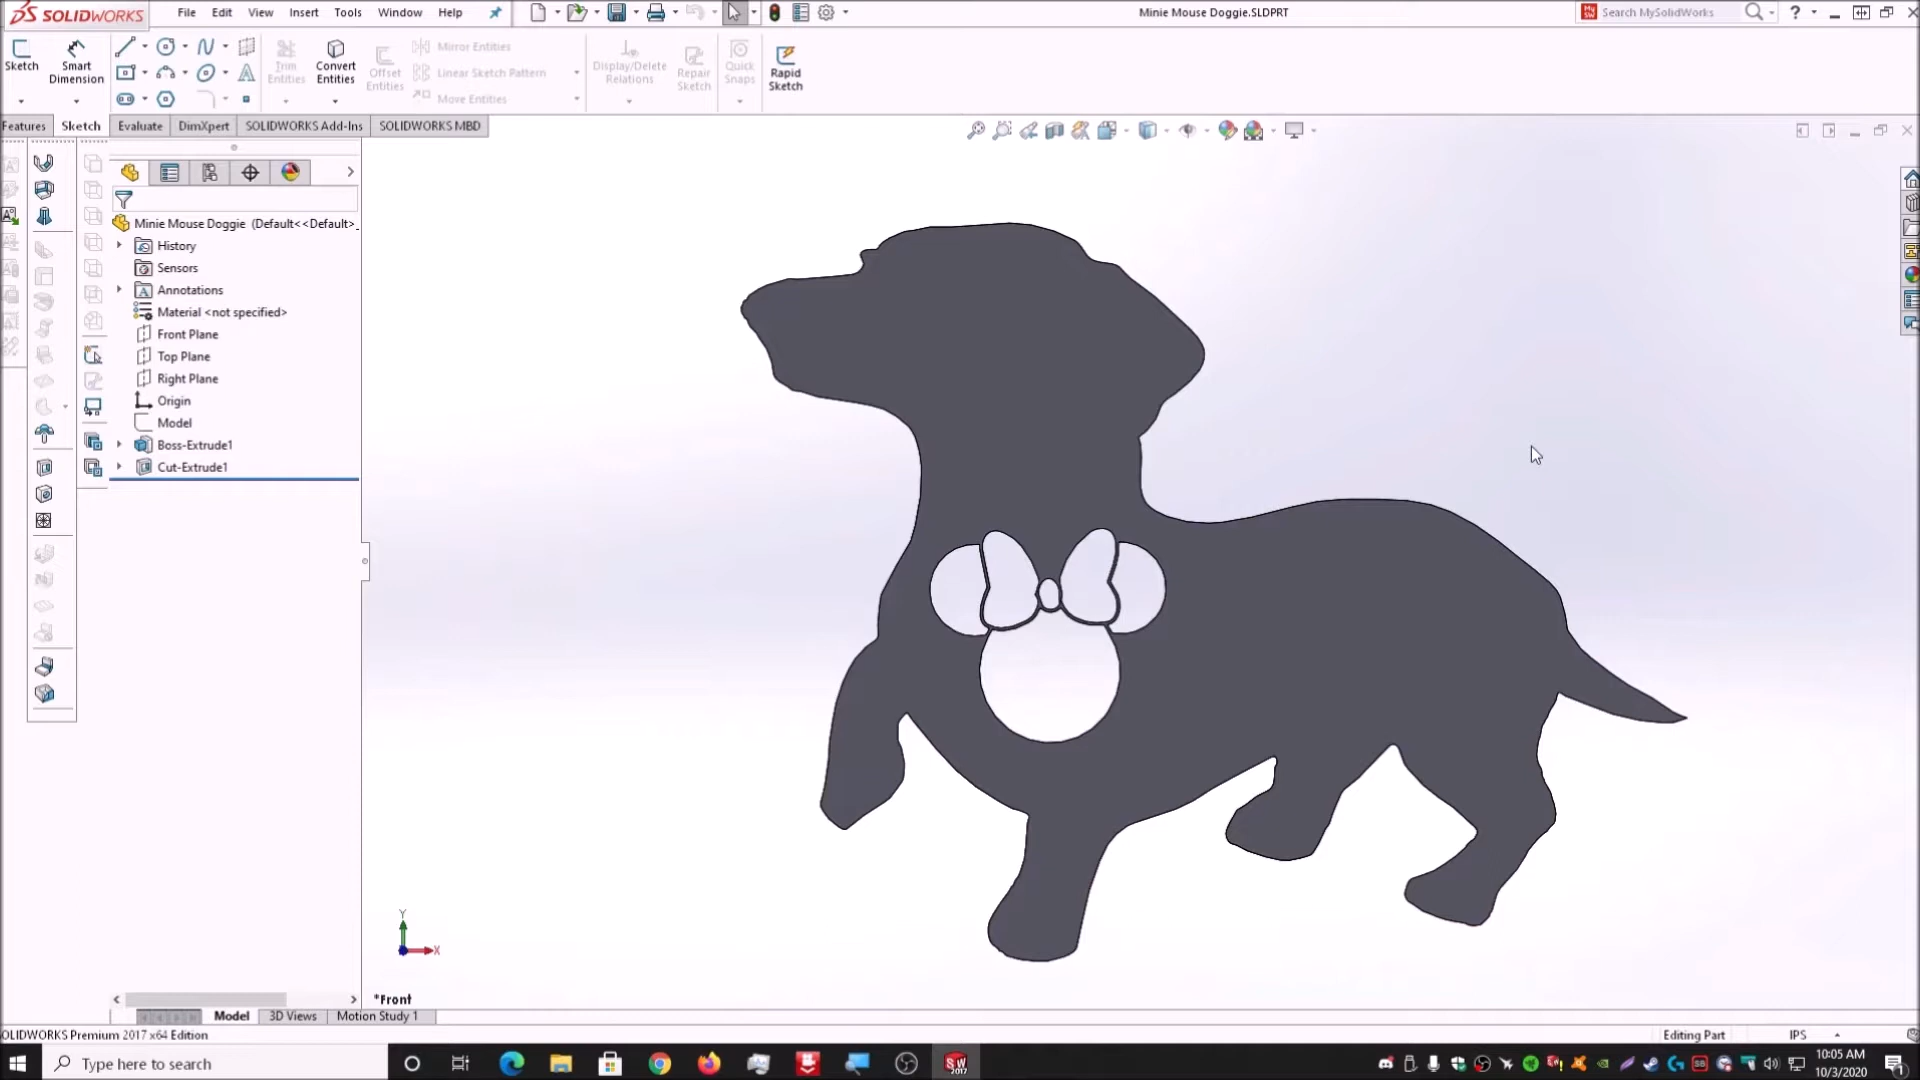 SOLIDWORKS File Edit View Insert Tools Window Help Minie Mouse Doggie.SLDPRT Search MySolidWorks ?
Sketch Smart Dimension Trim Entities Convert Entities Offset Entities Mirror Entities Linear Sketch Pattern Move Entities Display/Delete Relations Repair Sketch Quick Snaps Rapid Sketch
Features Sketch Evaluate DimXpert SOLIDWORKS Add-Ins SOLIDWORKS MBD
Minie Mouse Doggie (Default<<Default>_
History
Sensors
Annotations
Material <not specified>
Front Plane
Top Plane
Right Plane
Origin
Model
Boss-Extrude1
Cut-Extrude1
Y
X
*Front
Model 3D Views Motion Study 1
OLIDWORKS Premium 2017 x64 Edition Editing Part IPS
Type here to search
SW 2017
10:05 AM
10/3/2020